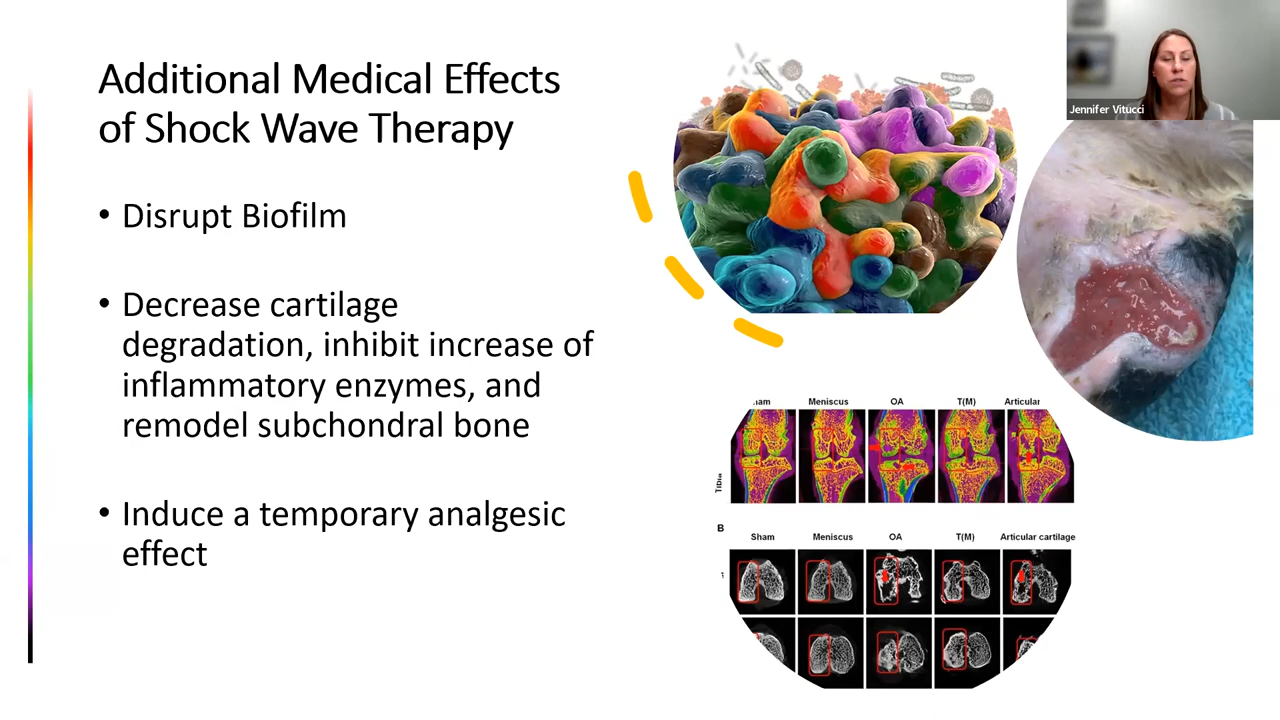 Additional Medical Effects
of Shock Wave Therapy
• Disrupt Biofilm
• Decrease cartilage
degradation, inhibit increase of
inflammatory enzymes, and
remodel subchondral bone
• Induce a temporary analgesic
effect
Jennifer Vitucci
Meniscus OA T(M) Articular
B
Sham Meniscus OA T(M) Articular cartilage